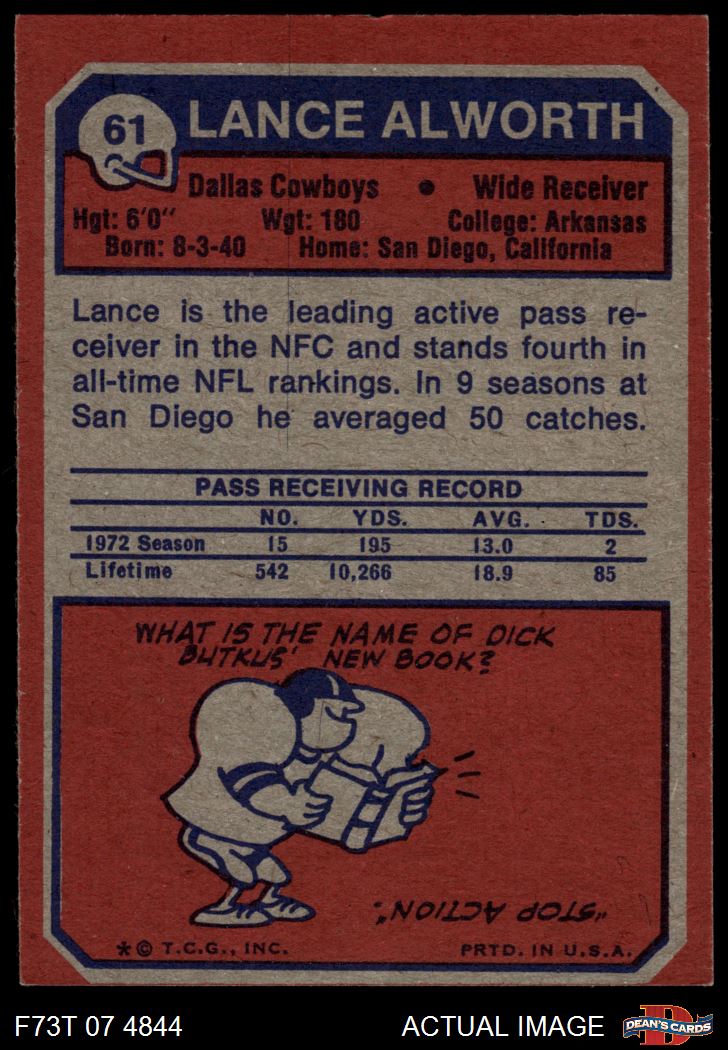 61
LANCE ALWORTH
Dallas Cowboys • Wide Receiver
Hgt: 6'0" Wgt: 180 College: Arkansas
Born: 8-3-40 Home: San Diego, California
Lance is the leading active pass re-
ceiver in the NFC and stands fourth in
all-time NFL rankings. In 9 seasons at
San Diego he averaged 50 catches.
PASS RECEIVING RECORD
NO. YDS. AVG. TDS.
1972 Season 15 195 13.0 2
Lifetime 542 10,266 18.9 85
WHAT IS THE NAME OF DICK
BUTKUS' NEW BOOK?
"STOP ACTION".
*© T.C.G., INC. PRTD. IN U.S.A.
F73T 07 4844 ACTUAL IMAGE
D
DEAN'S CARDS